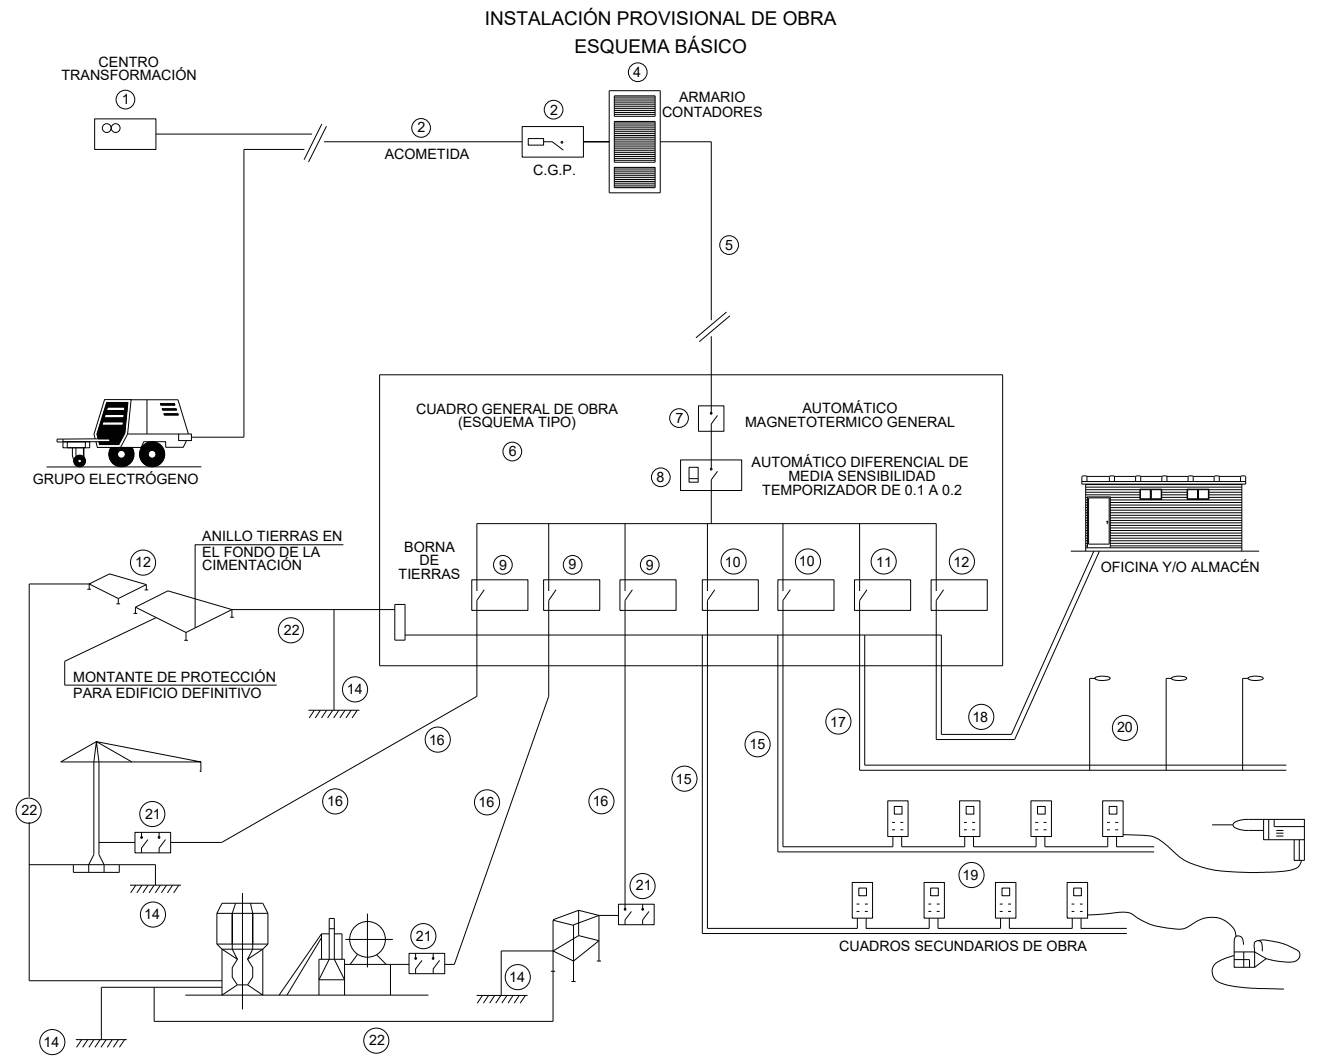 INSTALACIÓN PROVISIONAL DE OBRA
ESQUEMA BÁSICO
CENTRO
TRANSFORMACIÓN
1
2
ACOMETIDA
2
C.G.P.
4
ARMARIO
CONTADORES
5
GRUPO ELECTRÓGENO
CUADRO GENERAL DE OBRA
(ESQUEMA TIPO)
6
7
AUTOMÁTICO
MAGNETOTERMICO GENERAL
8
AUTOMÁTICO DIFERENCIAL DE
MEDIA SENSIBILIDAD
TEMPORIZADOR DE 0.1 A 0.2
BORNA
DE
TIERRAS
9
9
9
10
10
11
12
OFICINA Y/O ALMACÉN
ANILLO TIERRAS EN
EL FONDO DE LA
CIMENTACIÓN
12
22
MONTANTE DE PROTECCIÓN
PARA EDIFICIO DEFINITIVO
14
16
16
16
16
15
15
17
18
20
22
21
14
21
21
14
14
22
19
CUADROS SECUNDARIOS DE OBRA